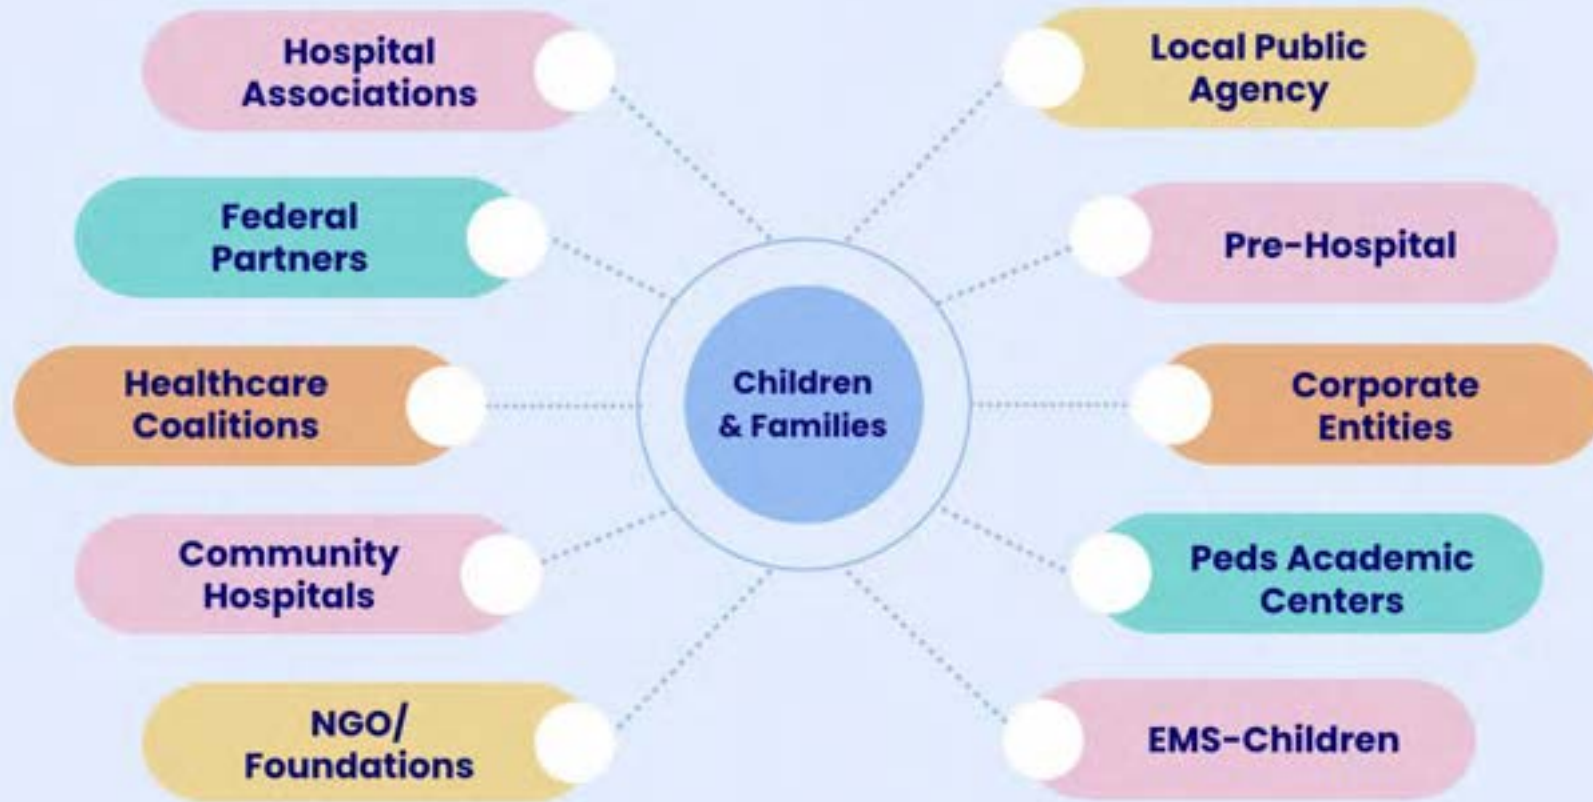 Hospital
Associations
Federal
Partners
Healthcare
Coalitions
Community
Hospitals
NGO/
Foundations
Children
& Families
Local Public
Agency
Pre-Hospital
Corporate
Entities
Peds Academic
Centers
EMS-Children